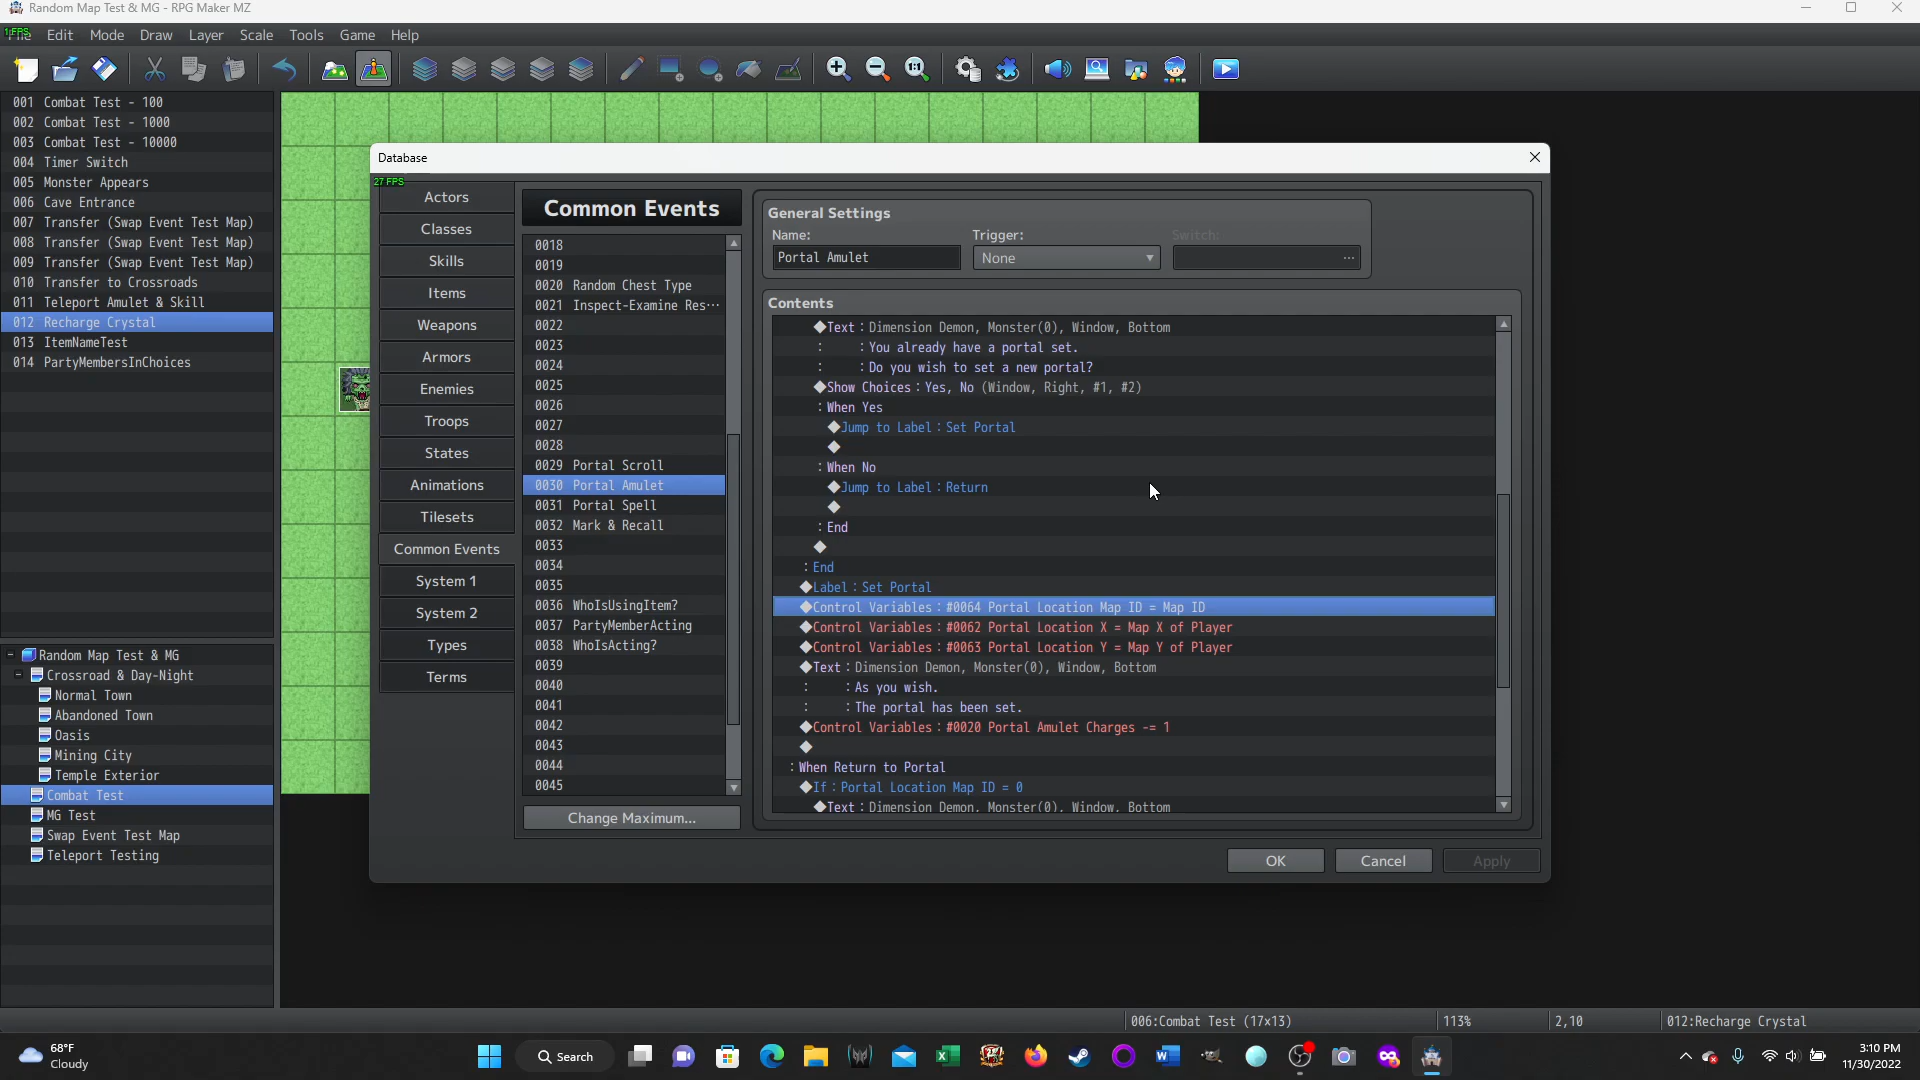 Random Map Test & MG - RPG Maker MZ
1 FPS
File Edit Mode Draw Layer Scale Tools Game Help
001 Combat Test - 100
002 Combat Test - 1000
003 Combat Test - 10000
004 Timer Switch
005 Monster Appears
006 Cave Entrance
007 Transfer (Swap Event Test Map)
008 Transfer (Swap Event Test Map)
009 Transfer (Swap Event Test Map)
010 Transfer to Crossroads
011 Teleport Amulet & Skill
012 Recharge Crystal
013 ItemNameTest
014 PartyMembersInChoices
Random Map Test & MG
Crossroad & Day-Night
Normal Town
Abandoned Town
Oasis
Mining City
Temple Exterior
Combat Test
MG Test
Swap Event Test Map
Teleport Testing
Database
27 FPS
Actors
Classes
Skills
Items
Weapons
Armors
Enemies
Troops
States
Animations
Tilesets
Common Events
System 1
System 2
Types
Terms
Common Events
0018
0019
0020 Random Chest Type
0021 Inspect-Examine Res…
0022
0023
0024
0025
0026
0027
0028
0029 Portal Scroll
0030 Portal Amulet
0031 Portal Spell
0032 Mark & Recall
0033
0034
0035
0036 WhoIsUsingItem?
0037 PartyMemberActing
0038 WhoIsActing?
0039
0040
0041
0042
0043
0044
0045
Change Maximum...
General Settings
Name: Trigger: Switch:
Portal Amulet None ...
Contents
◆Text : Dimension Demon, Monster(0), Window, Bottom
: : You already have a portal set.
: : Do you wish to set a new portal?
◆Show Choices : Yes, No (Window, Right, #1, #2)
: When Yes
◆Jump to Label : Set Portal
◆
: When No
◆Jump to Label : Return
◆
: End
◆
: End
◆Label : Set Portal
◆Control Variables : #0064 Portal Location Map ID = Map ID
◆Control Variables : #0062 Portal Location X = Map X of Player
◆Control Variables : #0063 Portal Location Y = Map Y of Player
◆Text : Dimension Demon, Monster(0), Window, Bottom
: : As you wish.
: : The portal has been set.
◆Control Variables : #0020 Portal Amulet Charges -= 1
◆
: When Return to Portal
◆If : Portal Location Map ID = 0
◆Text : Dimension Demon, Monster(0), Window, Bottom
OK Cancel Apply
006:Combat Test (17x13) 113% 2,10 012:Recharge Crystal
68°F
Cloudy
Search
3:10 PM
11/30/2022